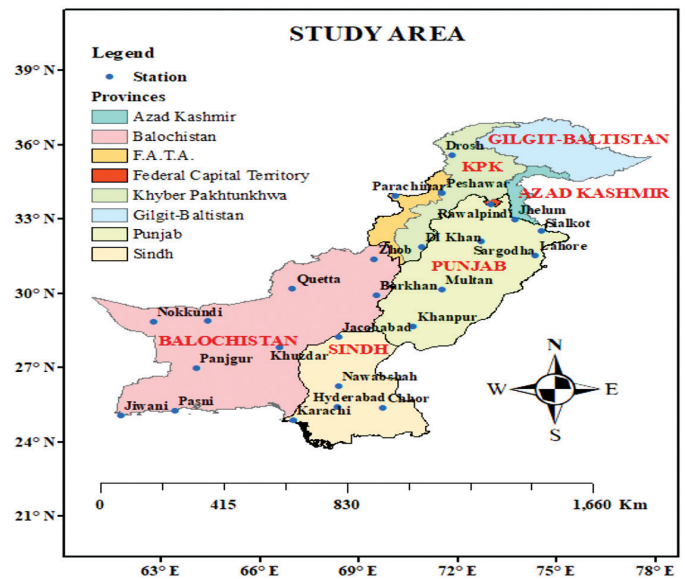 STUDY AREA
Legend
Station
Provinces
Azad Kashmir
Balochistan
F.A.T.A.
Federal Capital Territory
Khyber Pakhtunkhwa
Gilgit-Baltistan
Punjab
Sindh
39° N
36° N
33° N
30° N
27° N
24° N
21° N
GILGIT-BALTISTAN
Drosh
KPK
Parachinar
Peshawar
AZAD KASHMIR
Rawalpindi
Jhelum
Sialkot
DI Khan
Sargodha
Lahore
Zhob
PUNJAB
Quetta
Barkhan
Multan
Nokkundi
Khanpur
Jacobabad
BALOCHISTAN
SINDH
Khuzdar
Panjgur
Nawabshah
Hyderabad
Chhor
Jiwani
Pasni
Karachi
N
W
E
S
0 415 830 1,660 Km
63° E 66° E 69° E 72° E 75° E 78° E